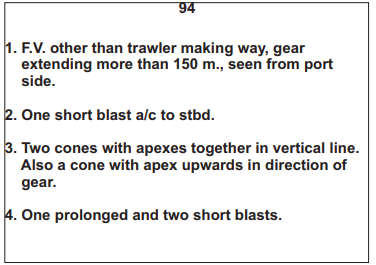 94
1. F.V. other than trawler making way, gear
extending more than 150 m., seen from port
side.
2. One short blast a/c to stbd.
3. Two cones with apexes together in vertical line.
Also a cone with apex upwards in direction of
gear.
4. One prolonged and two short blasts.